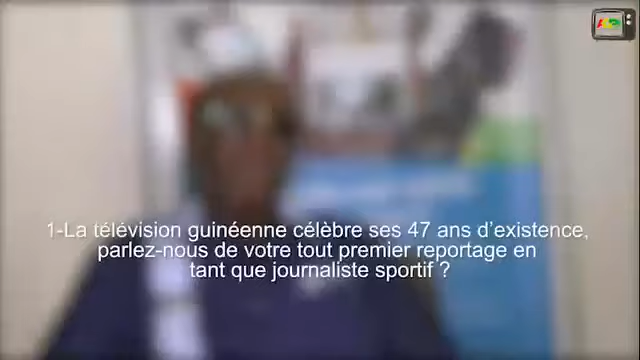 1-La télévision guinéenne célèbre ses 47 ans d'existence,
parlez-nous de votre tout premier reportage en
tant que journaliste sportif ?